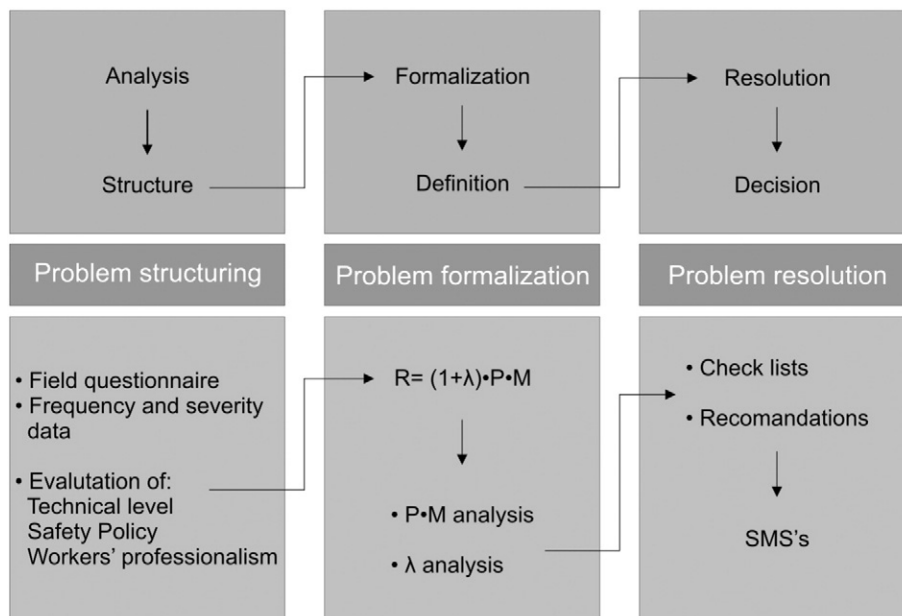 Analysis
Structure
Formalization
Definition
Resolution
Decision
Problem structuring
Problem formalization
Problem resolution
• Field questionnaire
• Frequency and severity
data
• Evalutation of:
Technical level
Safety Policy
Workers’ professionalism
R= (1+λ)•P•M
• P•M analysis
• λ analysis
• Check lists
• Recomandations
SMS’s